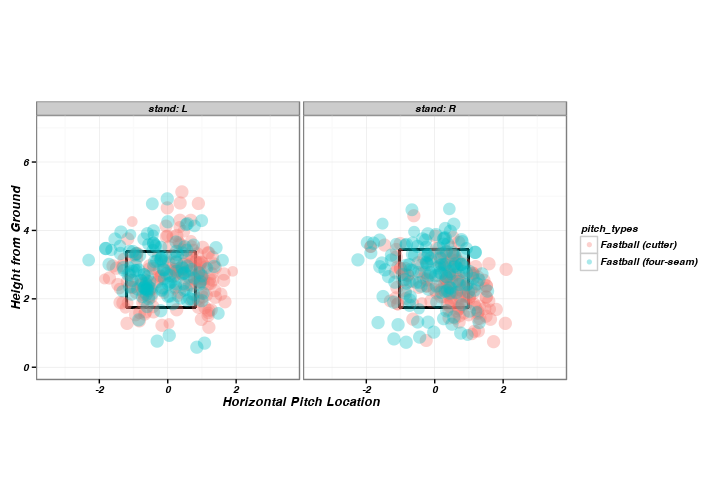 stand: L
stand: R
6
4
2
0
Height from Ground
-2
0
2
-2
0
2
Horizontal Pitch Location
pitch_types
Fastball (cutter)
Fastball (four-seam)